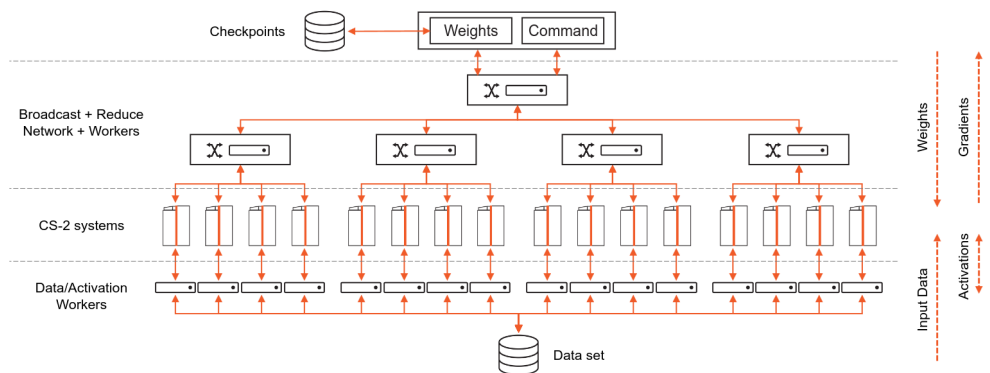 Checkpoints
Weights
Command
Broadcast + Reduce
Network + Workers
Weights
Gradients
CS-2 systems
Data/Activation
Workers
Input Data
Activations
Data set